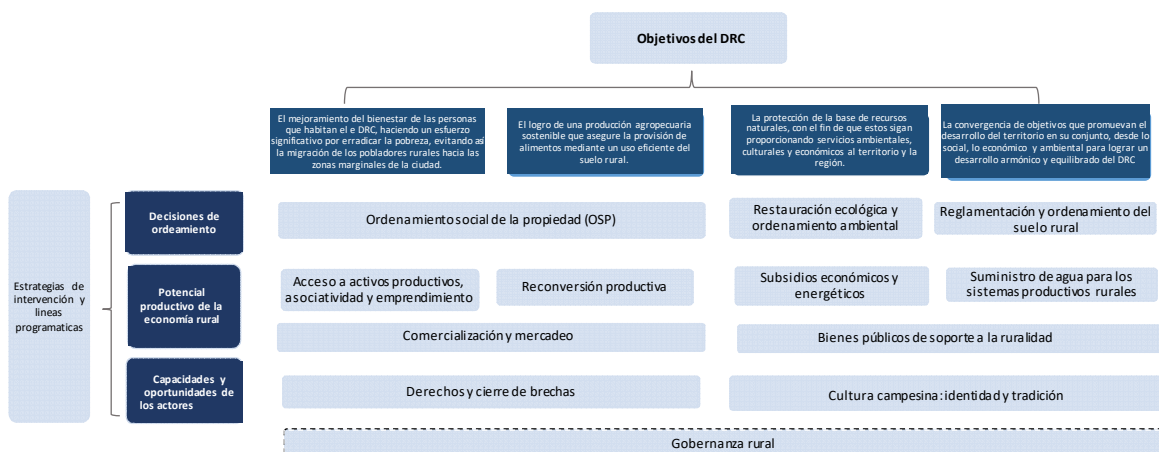 Objetivos del DRC
El mejoramiento del bienestar de las personas
que habitan el e DRC, haciendo un esfuerzo
significativo por erradicar la pobreza, evitando así
la migración de los pobladores rurales hacia las
zonas marginales de la ciudad.
El logro de una producción agropecuaria
sostenible que asegure la provisión de
alimentos mediante un uso eficiente del
suelo rural.
La protección de la base de recursos
naturales, con el fin de que estos sigan
proporcionando servicios ambientales,
culturales y económicos al territorio y la
región.
La convergencia de objetivos que promuevan el
desarrollo del territorio en su conjunto, desde lo
social, lo económico y ambiental para lograr un
desarrollo armónico y equilibrado del DRC
Estrategias de
intervención y
lineas
programaticas
Decisiones de
ordeamiento
Ordenamiento social de la propiedad (OSP)
Restauración ecológica y
ordenamiento ambiental
Reglamentación y ordenamiento del
suelo rural
Potencial
productivo de la
economía rural
Acceso a activos productivos,
asociatividad y emprendimiento
Reconversión productiva
Subsidios económicos y
energéticos
Suministro de agua para los
sistemas productivos rurales
Comercialización y mercadeo
Bienes públicos de soporte a la ruralidad
Capacidades y
oportunidades de
los actores
Derechos y cierre de brechas
Cultura campesina: identidad y tradición
Gobernanza rural